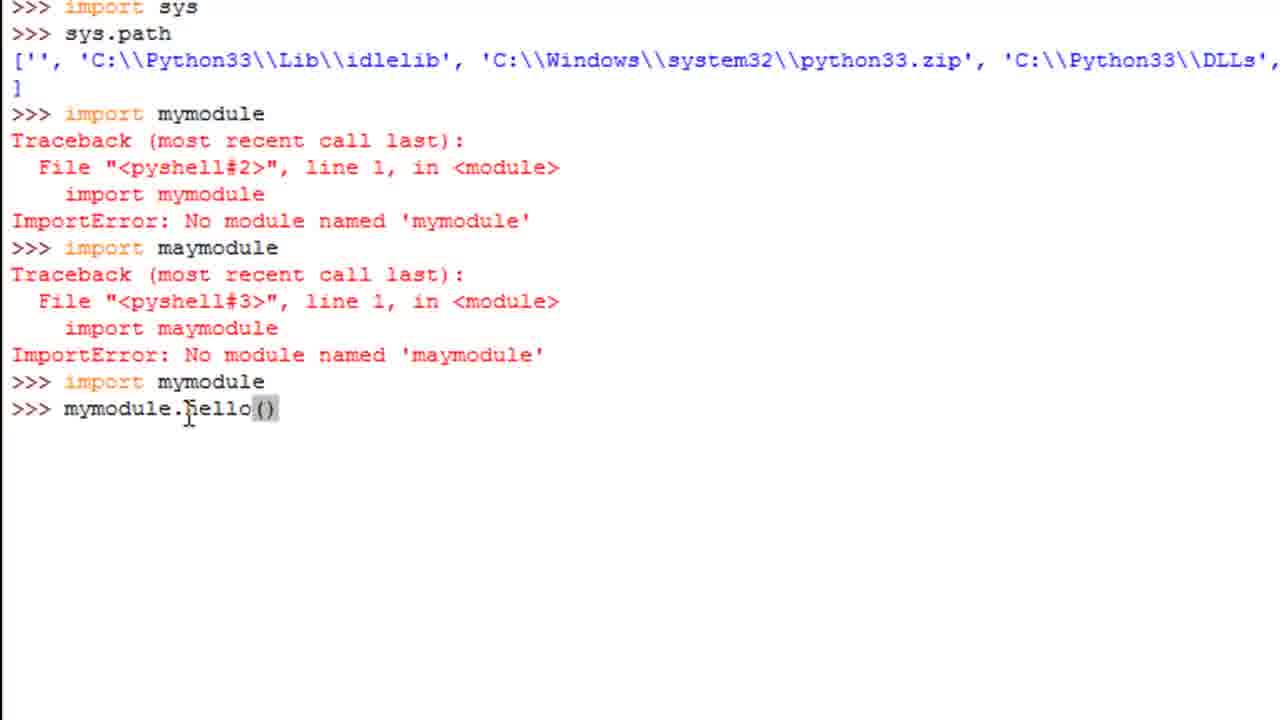 >>> import sys
>>> sys.path
['', 'C:\\Python33\\Lib\\idlelib', 'C:\\Windows\\system32\\python33.zip', 'C:\\Python33\\DLLs',
]
>>> import mymodule
Traceback (most recent call last):
  File "<pyshell#2>", line 1, in <module>
    import mymodule
ImportError: No module named 'mymodule'
>>> import maymodule
Traceback (most recent call last):
  File "<pyshell#3>", line 1, in <module>
    import maymodule
ImportError: No module named 'maymodule'
>>> import mymodule
>>> mymodule.hello()